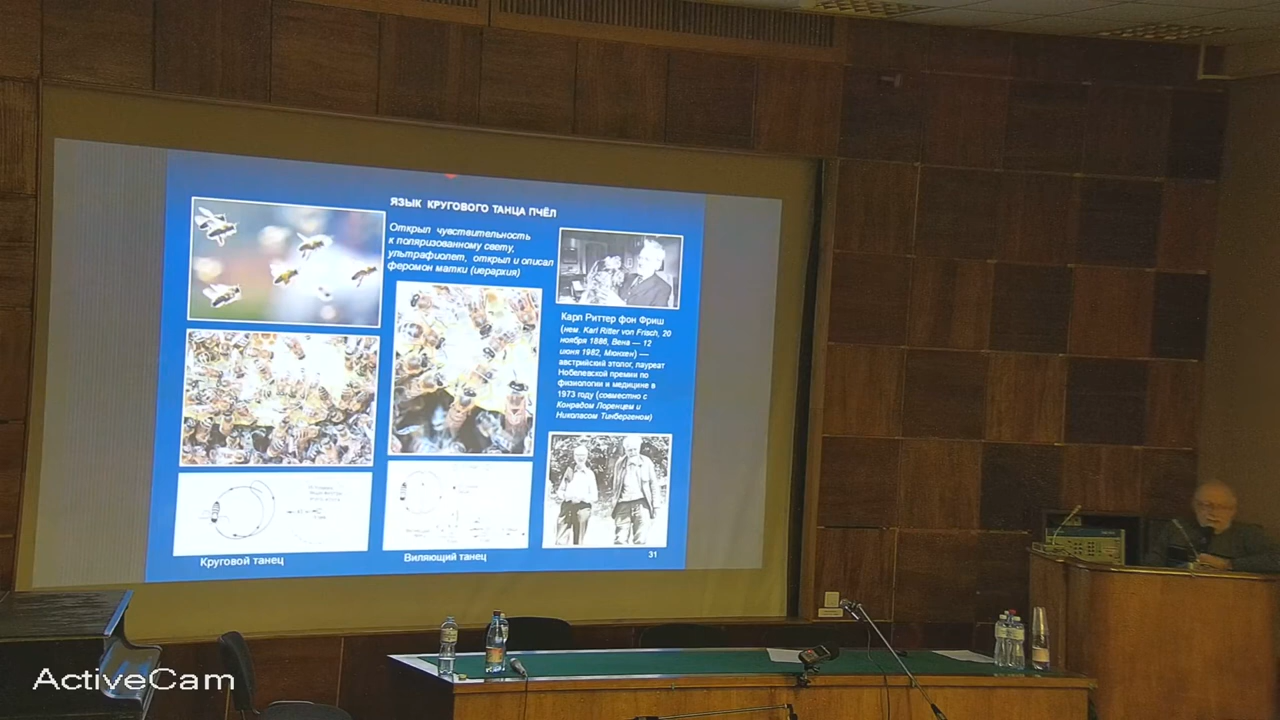 ЯЗЫК КРУГОВОГО ТАНЦА ПЧЁЛ
Открыл чувствительность
к поляризованному свету,
ультрафиолет, открыл и описал
феромон матки (иерархия)
Карл Риттер фон Фриш
(нем. Karl Ritter von Frisch, 20
ноября 1886, Вена — 12
июня 1982, Мюнхен) —
австрийский этолог, лауреат
Нобелевской премии по
физиологии и медицине в
1973 году (совместно с
Конрадом Лоренцем и
Николасом Тинбергеном)
Круговой танец
Виляющий танец
31
ActiveCam